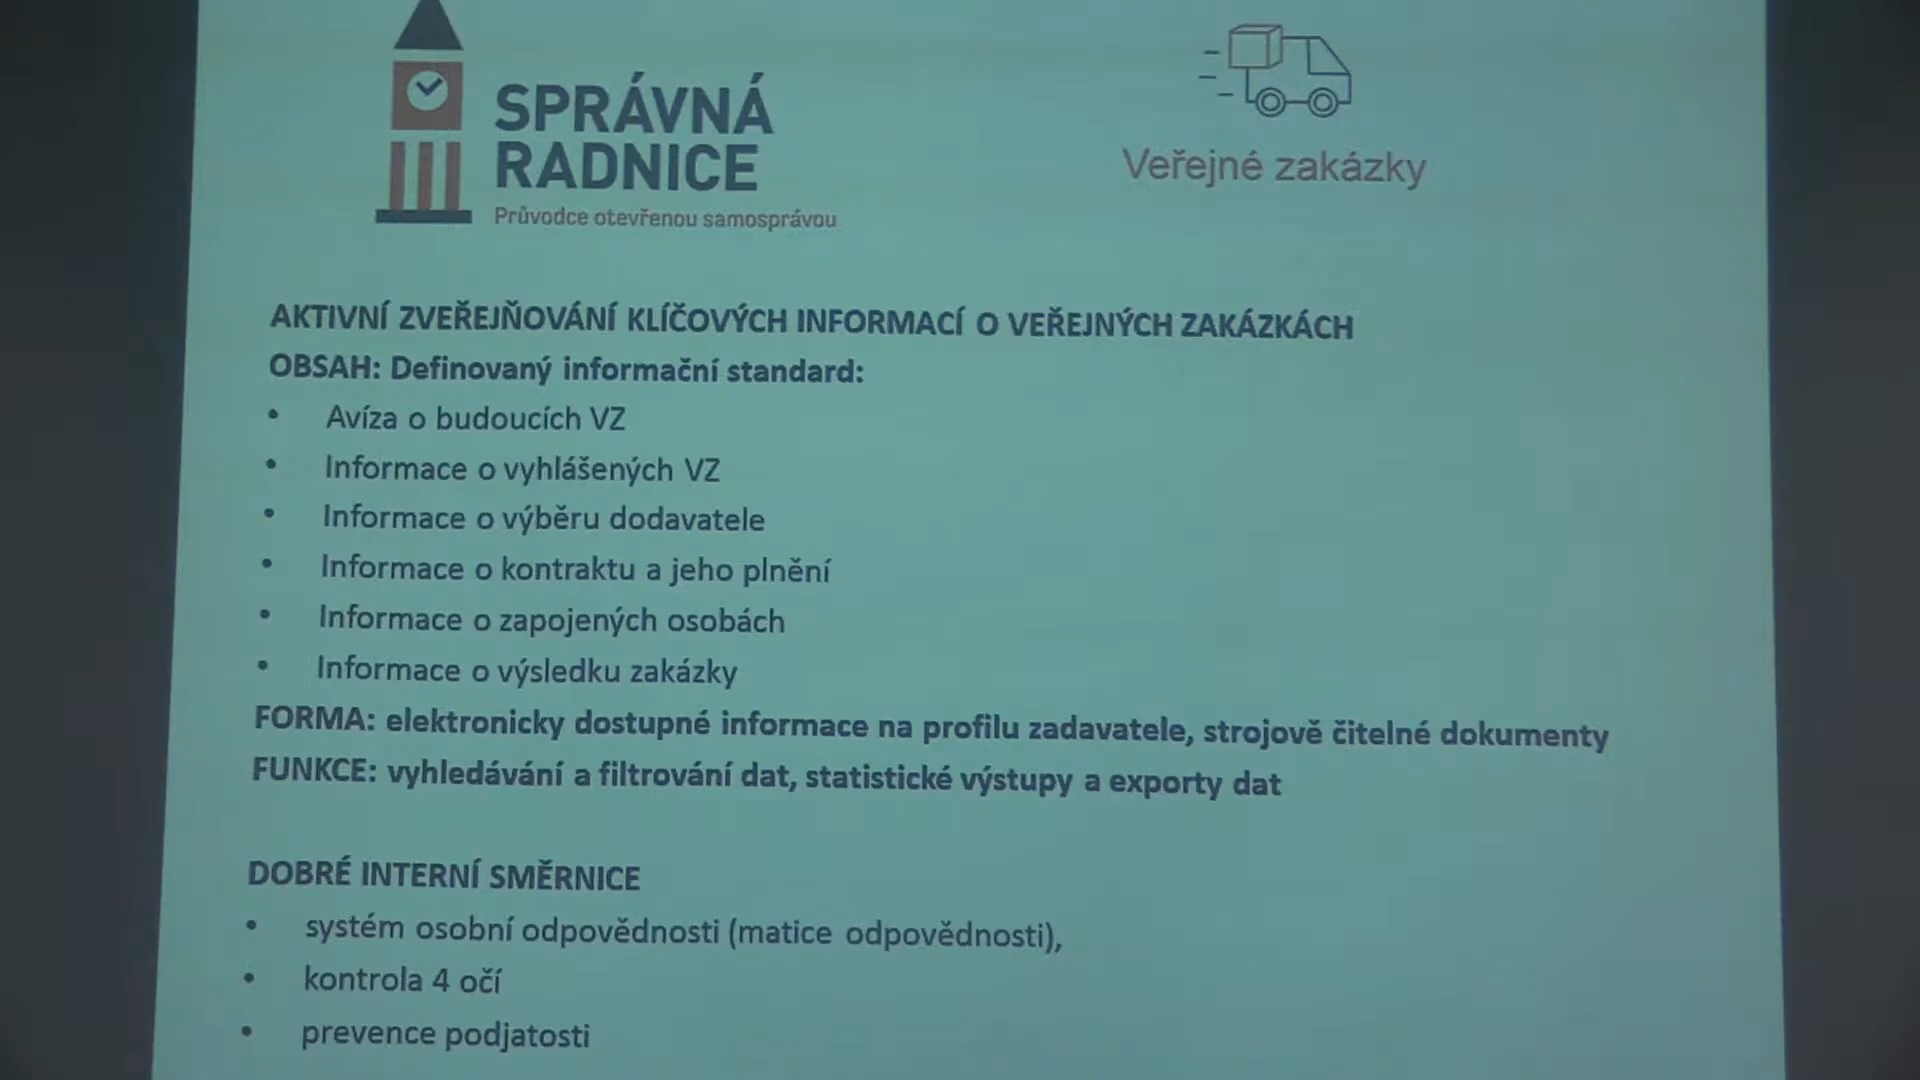 SPRÁVNÁ
RADNICE
Průvodce otevřenou samosprávou
Veřejné zakázky
AKTIVNÍ ZVEŘEJŇOVÁNÍ KLÍČOVÝCH INFORMACÍ O VEŘEJNÝCH ZAKÁZKÁCH
OBSAH: Definovaný informační standard:
• Avíza o budoucích VZ
• Informace o vyhlášených VZ
• Informace o výběru dodavatele
• Informace o kontraktu a jeho plnění
• Informace o zapojených osobách
• Informace o výsledku zakázky
FORMA: elektronicky dostupné informace na profilu zadavatele, strojově čitelné dokumenty
FUNKCE: vyhledávání a filtrování dat, statistické výstupy a exporty dat
DOBRÉ INTERNÍ SMĚRNICE
• systém osobní odpovědnosti (matice odpovědnosti),
• kontrola 4 očí
• prevence podjatosti